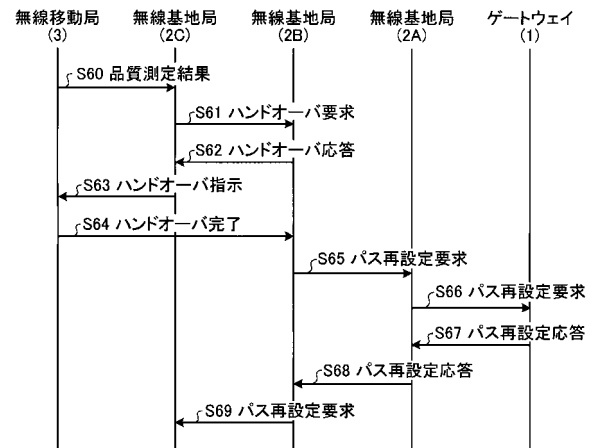 無線移動局 無線基地局 無線基地局 無線基地局 ゲートウェイ
(3) (2C) (2B) (2A) (1)
S60 品質測定結果
S61 ハンドオーバ要求
S62 ハンドオーバ応答
S63 ハンドオーバ指示
S64 ハンドオーバ完了
S65 パス再設定要求
S66 パス再設定要求
S67 パス再設定応答
S68 パス再設定応答
S69 パス再設定要求